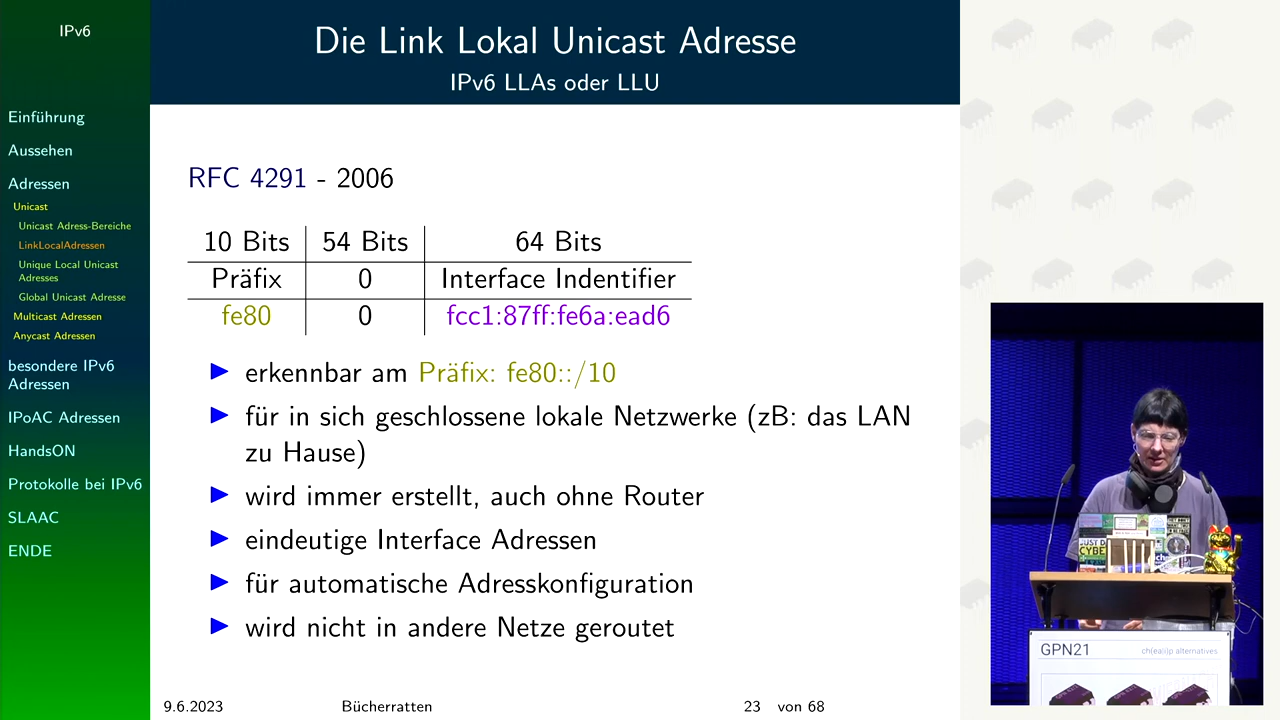 IPv6
Einführung
Aussehen
Adressen
Unicast
Unicast Adress-Bereiche
LinkLocalAdressen
Unique Local Unicast
Adresses
Global Unicast Adresse
Multicast Adressen
Anycast Adressen
besondere IPv6
Adressen
IPoAC Adressen
HandsON
Protokolle bei IPv6
SLAAC
ENDE
Die Link Lokal Unicast Adresse
IPv6 LLAs oder LLU
RFC 4291 - 2006
10 Bits 54 Bits 64 Bits
Präfix 0 Interface Indentifier
fe80 0 fcc1:87ff:fe6a:ead6
erkennbar am Präfix: fe80::/10
für in sich geschlossene lokale Netzwerke (zB: das LAN
zu Hause)
wird immer erstellt, auch ohne Router
eindeutige Interface Adressen
für automatische Adresskonfiguration
wird nicht in andere Netze geroutet
9.6.2023 Bücherratten 23 von 68
GPN21 ch(ea(i)p alternatives